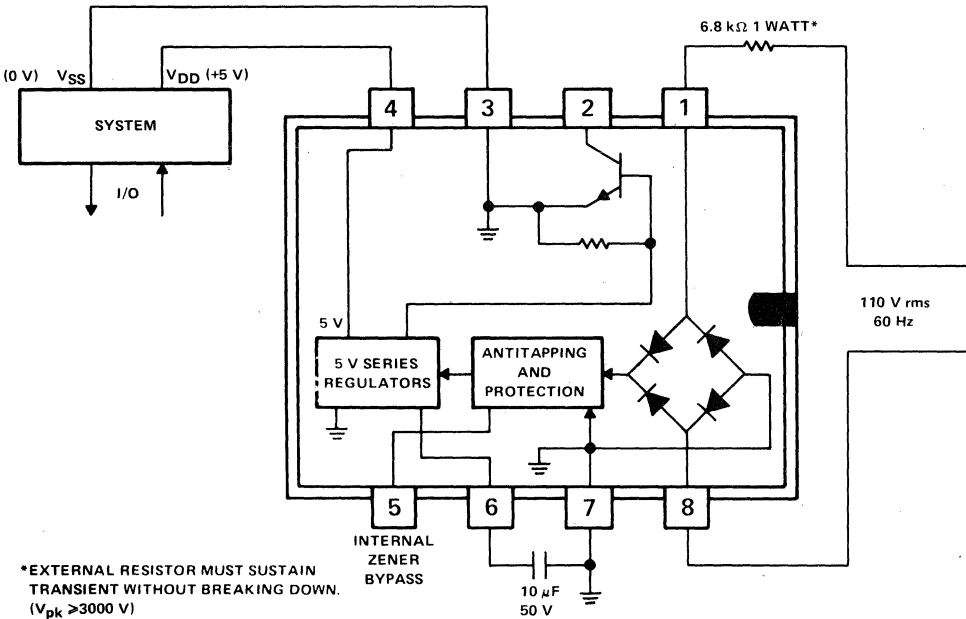 6.8 kΩ 1 WATT*
(0 V) VSS VDD (+5 V)
4 3 2 1
SYSTEM
I/O
110 V rms
60 Hz
5 V
5 V SERIES
REGULATORS
ANTITAPPING
AND
PROTECTION
5 6 7 8
INTERNAL
ZENER
BYPASS
10 µF
50 V
*EXTERNAL RESISTOR MUST SUSTAIN
TRANSIENT WITHOUT BREAKING DOWN.
(Vpk ≥3000 V)